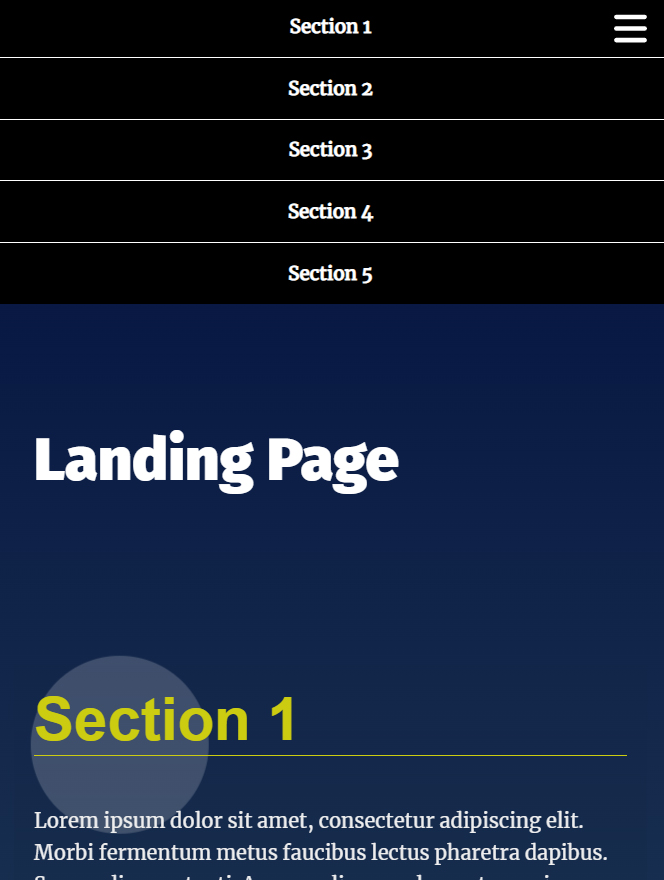 Section 1
Section 2
Section 3
Section 4
Section 5
Landing Page
Section 1
Lorem ipsum dolor sit amet, consectetur adipiscing elit.
Morbi fermentum metus faucibus lectus pharetra dapibus.